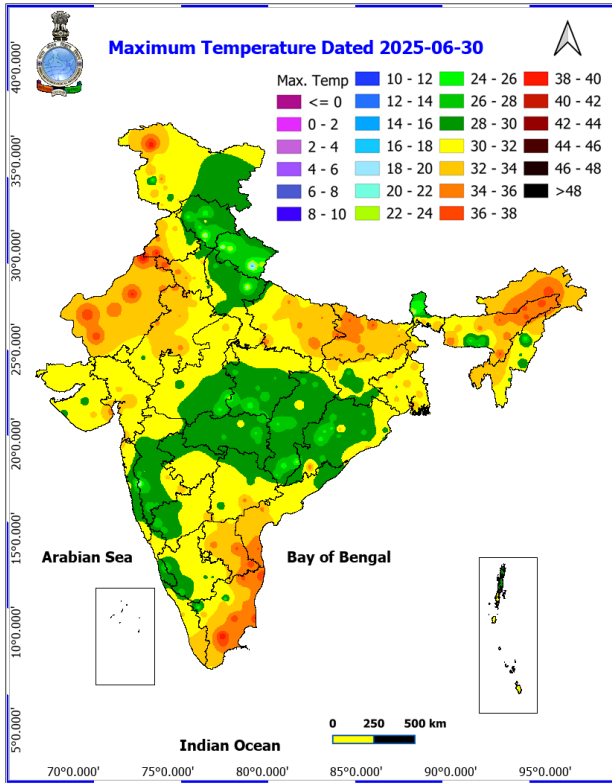 Maximum Temperature Dated 2025-06-30
Max. Temp
<= 0
0 - 2
2 - 4
4 - 6
6 - 8
8 - 10
10 - 12
12 - 14
14 - 16
16 - 18
18 - 20
20 - 22
22 - 24
24 - 26
26 - 28
28 - 30
30 - 32
32 - 34
34 - 36
36 - 38
38 - 40
40 - 42
42 - 44
44 - 46
46 - 48
>48
40°0.000'
35°0.000'
30°0.000'
25°0.000'
20°0.000'
15°0.000'
10°0.000'
5°0.000'
Arabian Sea
Bay of Bengal
Indian Ocean
0 250 500 km
70°0.000' 75°0.000' 80°0.000' 85°0.000' 90°0.000' 95°0.000'